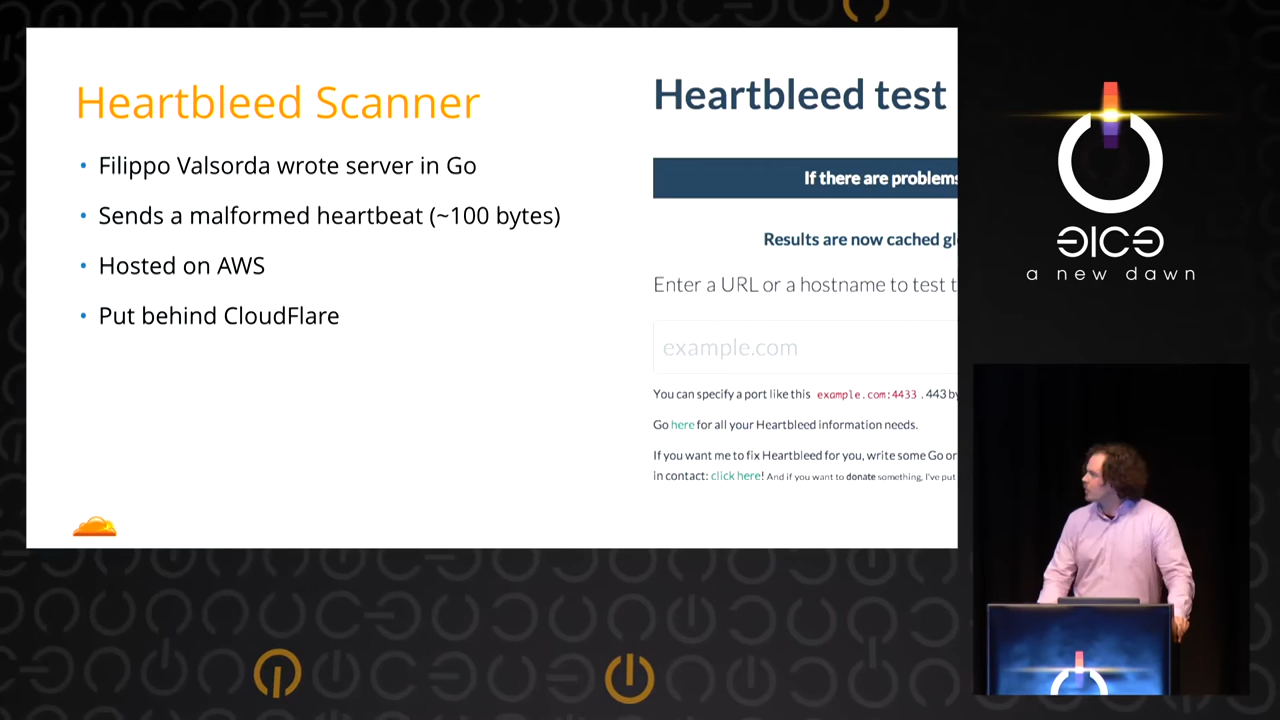 Heartbleed Scanner
• Filippo Valsorda wrote server in Go
• Sends a malformed heartbeat (~100 bytes)
• Hosted on AWS
• Put behind CloudFlare
Heartbleed test
If there are problems
Results are now cached gl
Enter a URL or a hostname to test t
example.com
You can specify a port like this example.com:4433 . 443 by
Go here for all your Heartbleed information needs.
If you want me to fix Heartbleed for you, write some Go or
in contact: click here! And if you want to donate something, I've put
a new dawn